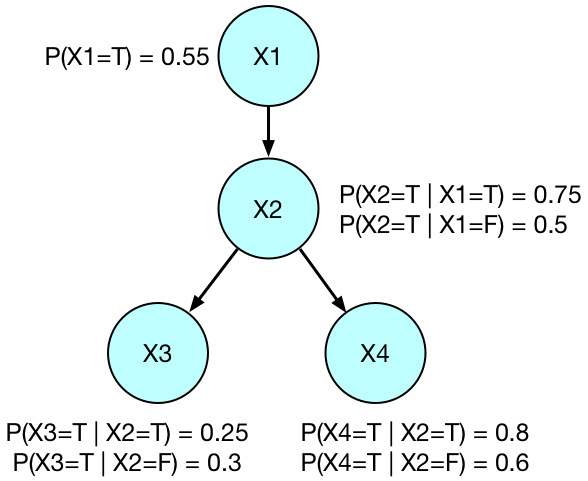 P(X1=T) = 0.55
X1
X2
P(X2=T | X1=T) = 0.75
P(X2=T | X1=F) = 0.5
X3
X4
P(X3=T | X2=T) = 0.25
P(X3=T | X2=F) = 0.3
P(X4=T | X2=T) = 0.8
P(X4=T | X2=F) = 0.6